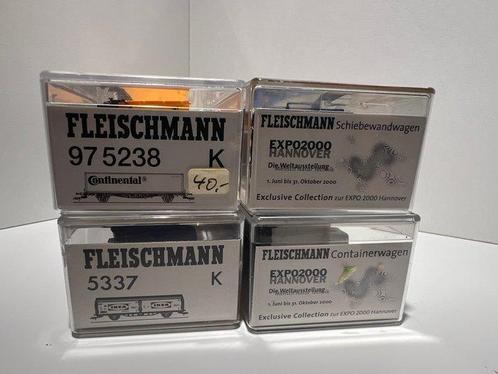 FLEISCHMANN
97 5238 K
Continental®
40,-
FLEISCHMANN Schiebewandwagen
EXPO2000
HANNOVER
Die Weltausstellung
1. Juni bis 31. Oktober 2000
Exclusive Collection zur EXPO 2000 Hannover
FLEISCHMANN
5337 K
IKEA IKEA
FLEISCHMANN Containerwagen
EXPO2000
HANNOVER
Die Weltausstellung
1. Juni bis 31. Oktober 2000
Exclusive Collection zur EXPO 2000 Hannover